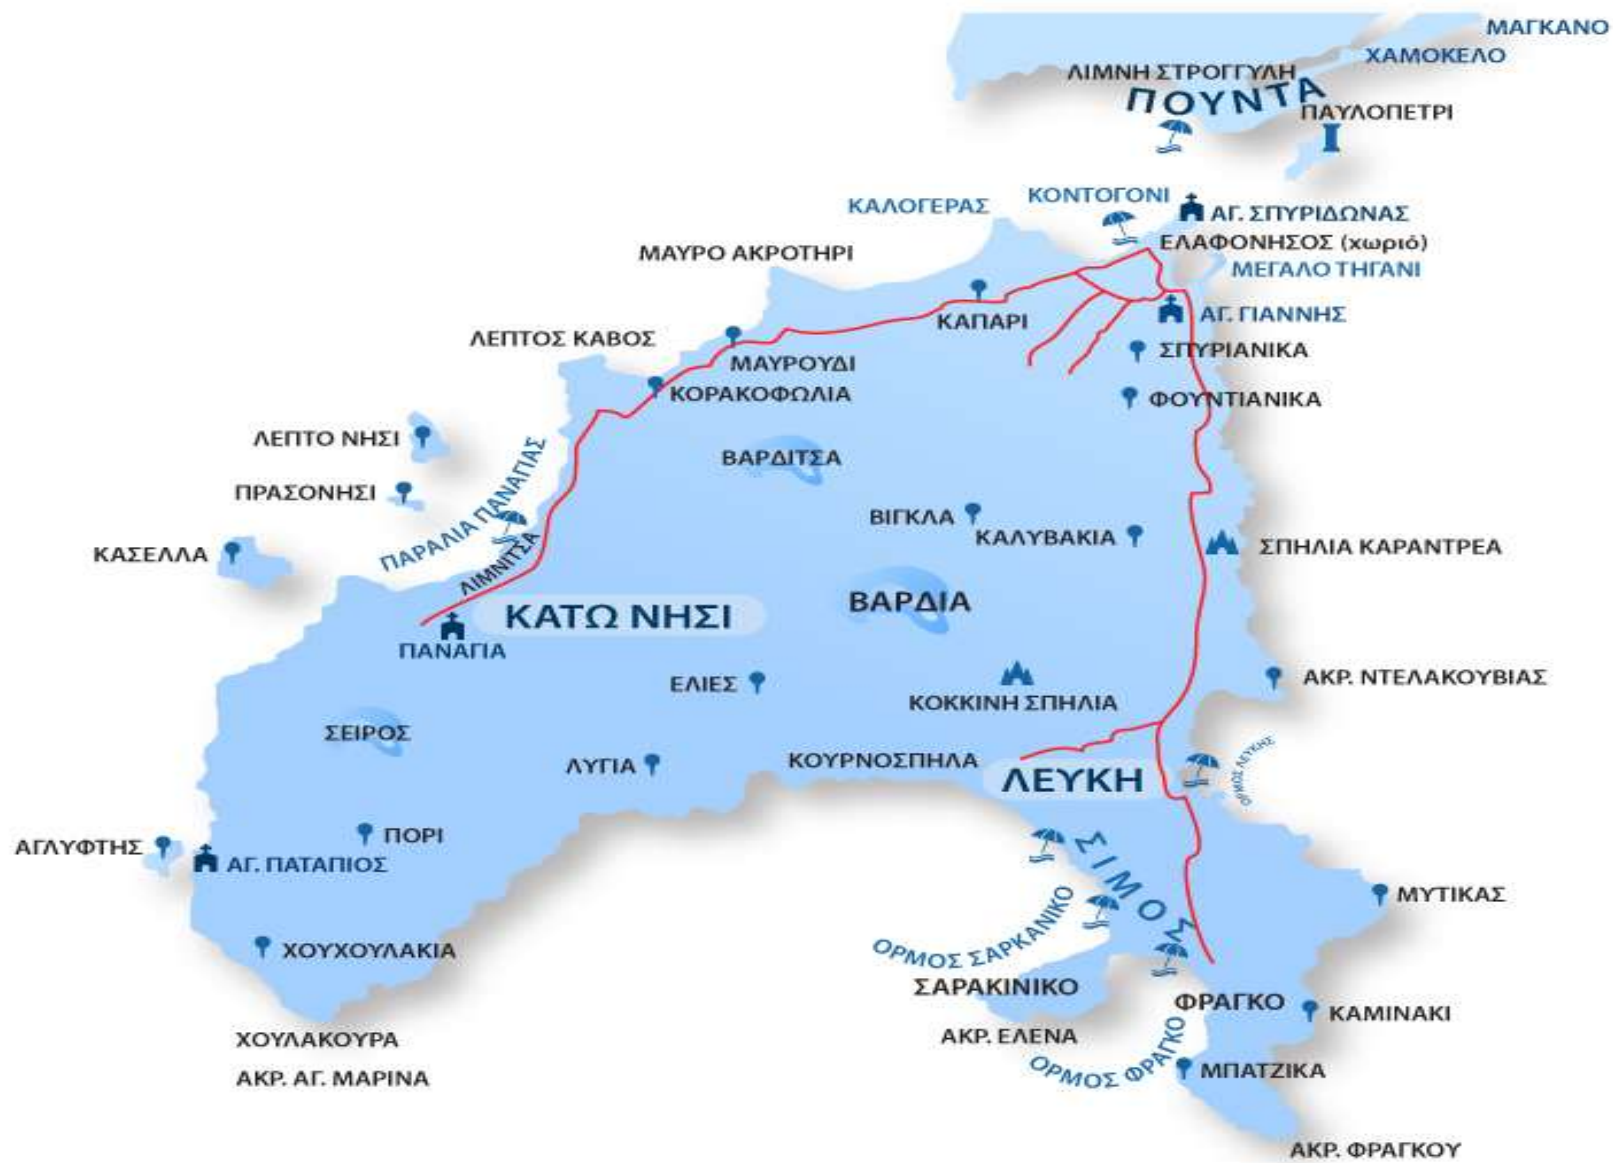 ΜΑΓΚΑΝΟ
ΧΑΜΟΚΕΛΟ
ΛΙΜΝΗ ΣΤΡΟΓΓΥΛΗ
ΠΟΥΝΤΑ
ΠΑΥΛΟΠΕΤΡΙ
ΚΟΝΤΟΓΟΝΙ
ΚΑΛΟΓΕΡΑΣ
ΑΓ. ΣΠΥΡΙΔΩΝΑΣ
ΕΛΑΦΟΝΗΣΟΣ (χωριό)
ΜΑΥΡΟ ΑΚΡΟΤΗΡΙ
ΜΕΓΑΛΟ ΤΗΓΑΝΙ
ΑΓ. ΓΙΑΝΝΗΣ
ΚΑΠΑΡΙ
ΛΕΠΤΟΣ ΚΑΒΟΣ
ΣΠΥΡΙΑΝΙΚΑ
ΜΑΥΡΟΥΔΙ
ΚΟΡΑΚΟΦΩΛΙΑ
ΦΟΥΝΤΙΑΝΙΚΑ
ΛΕΠΤΟ ΝΗΣΙ
ΒΑΡΔΙΤΣΑ
ΠΡΑΣΟΝΗΣΙ
ΠΑΡΑΛΙΑ ΠΑΝΑΓΙΑΣ
ΒΙΓΚΛΑ
ΚΑΛΥΒΑΚΙΑ
ΣΠΗΛΙΑ ΚΑΡΑΝΤΡΕΑ
ΚΑΣΕΛΛΑ
ΛΙΜΝΙΤΣΑ
ΒΑΡΔΙΑ
ΚΑΤΩ ΝΗΣΙ
ΠΑΝΑΓΙΑ
ΕΛΙΕΣ
ΑΚΡ. ΝΤΕΛΑΚΟΥΒΙΑΣ
ΚΟΚΚΙΝΗ ΣΠΗΛΙΑ
ΣΕΙΡΟΣ
ΛΥΓΙΑ
ΚΟΥΡΝΟΣΠΗΛΑ
ΛΕΥΚΗ
ΟΡΜΟΣ ΛΕΥΚΗΣ
ΠΟΡΙ
ΑΓΛΥΦΤΗΣ
ΑΓ. ΠΑΤΑΠΙΟΣ
ΣΙΜΟΣ
ΜΥΤΙΚΑΣ
ΟΡΜΟΣ ΣΑΡΚΑΝΙΚΟ
ΧΟΥΧΟΥΛΑΚΙΑ
ΣΑΡΑΚΙΝΙΚΟ
ΦΡΑΓΚΟ
ΚΑΜΙΝΑΚΙ
ΧΟΥΛΑΚΟΥΡΑ
ΑΚΡ. ΕΛΕΝΑ
ΟΡΜΟΣ ΦΡΑΓΚΟ
ΜΠΑΤΖΙΚΑ
ΑΚΡ. ΑΓ. ΜΑΡΙΝΑ
ΑΚΡ. ΦΡΑΓΚΟΥ